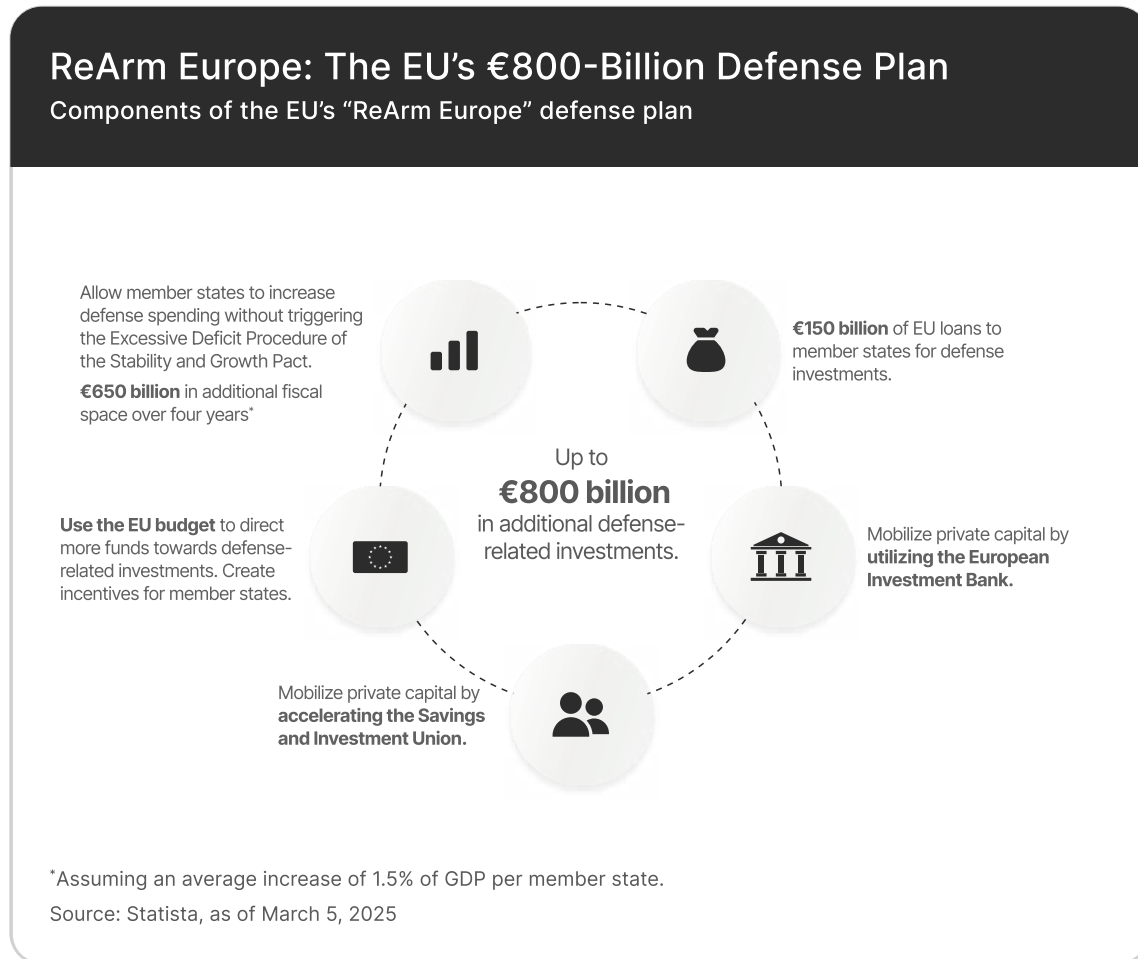 ReArm Europe: The EU’s €800-Billion Defense Plan
Components of the EU’s “ReArm Europe” defense plan
Allow member states to increase
defense spending without triggering
the Excessive Deficit Procedure of
the Stability and Growth Pact.
€650 billion in additional fiscal
space over four years*
€150 billion of EU loans to
member states for defense
investments.
Up to
€800 billion
in additional defense-
related investments.
Use the EU budget to direct
more funds towards defense-
related investments. Create
incentives for member states.
Mobilize private capital by
utilizing the European
Investment Bank.
Mobilize private capital by
accelerating the Savings
and Investment Union.
*Assuming an average increase of 1.5% of GDP per member state.
Source: Statista, as of March 5, 2025